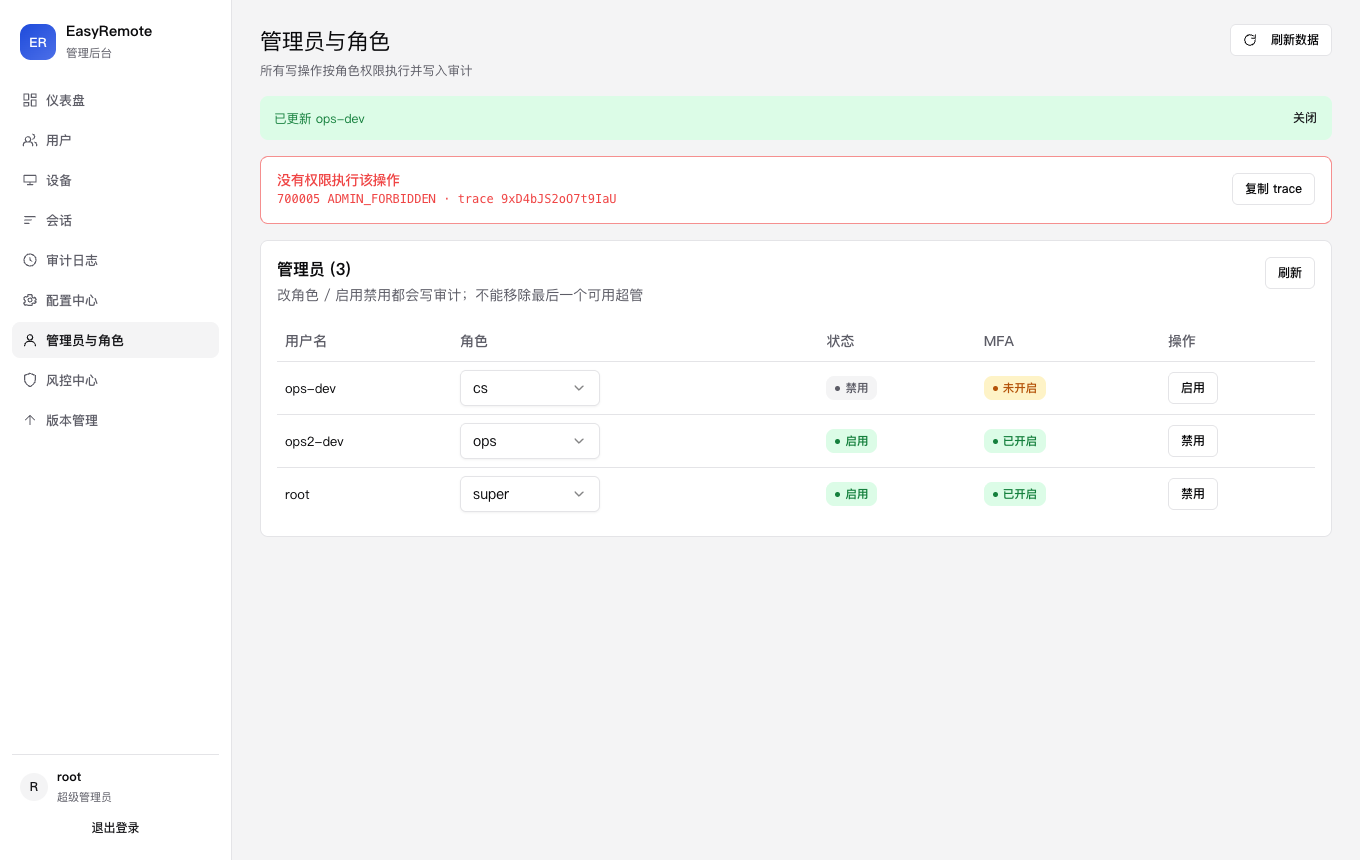 ER
EasyRemote
管理后台
仪表盘
用户
设备
会话
审计日志
配置中心
管理员与角色
风控中心
版本管理
R
root
超级管理员
退出登录
管理员与角色
所有写操作按角色权限执行并写入审计
刷新数据
已更新 ops-dev
关闭
没有权限执行该操作
700005 ADMIN_FORBIDDEN · trace 9xD4bJS2oO7t9IaU
复制 trace
管理员 (3)
改角色 / 启用禁用都会写审计；不能移除最后一个可用超管
刷新
用户名 角色 状态 MFA 操作
ops-dev cs 禁用 未开启 启用
ops2-dev ops 启用 已开启 禁用
root super 启用 已开启 禁用